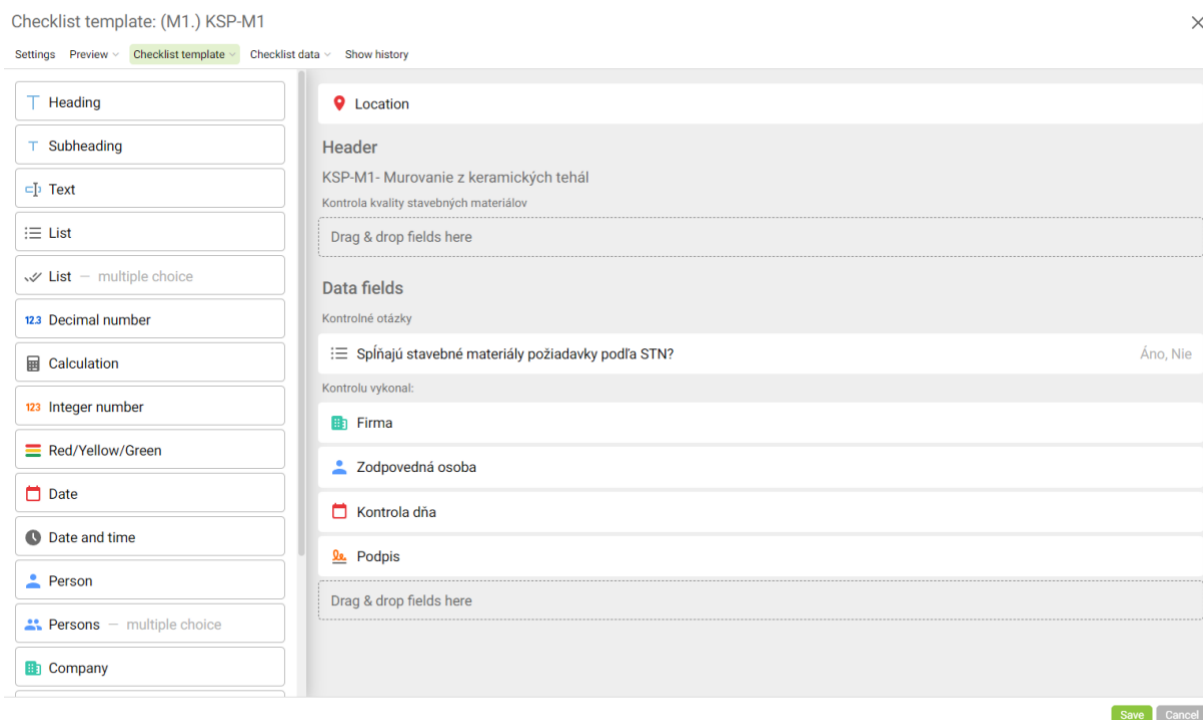 Checklist template: (M1.) KSP-M1
Settings Preview Checklist template Checklist data Show history
Heading
Subheading
Text
List
List – multiple choice
12.3 Decimal number
Calculation
123 Integer number
Red/Yellow/Green
Date
Date and time
Person
Persons – multiple choice
Company
Location
Header
KSP-M1- Murovanie z keramických tehál
Kontrola kvality stavebných materiálov
Drag & drop fields here
Data fields
Kontrolné otázky
Spĺňajú stavebné materiály požiadavky podľa STN? Áno, Nie
Kontrolu vykonal:
Firma
Zodpovedná osoba
Kontrola dňa
Podpis
Drag & drop fields here
Save Cancel